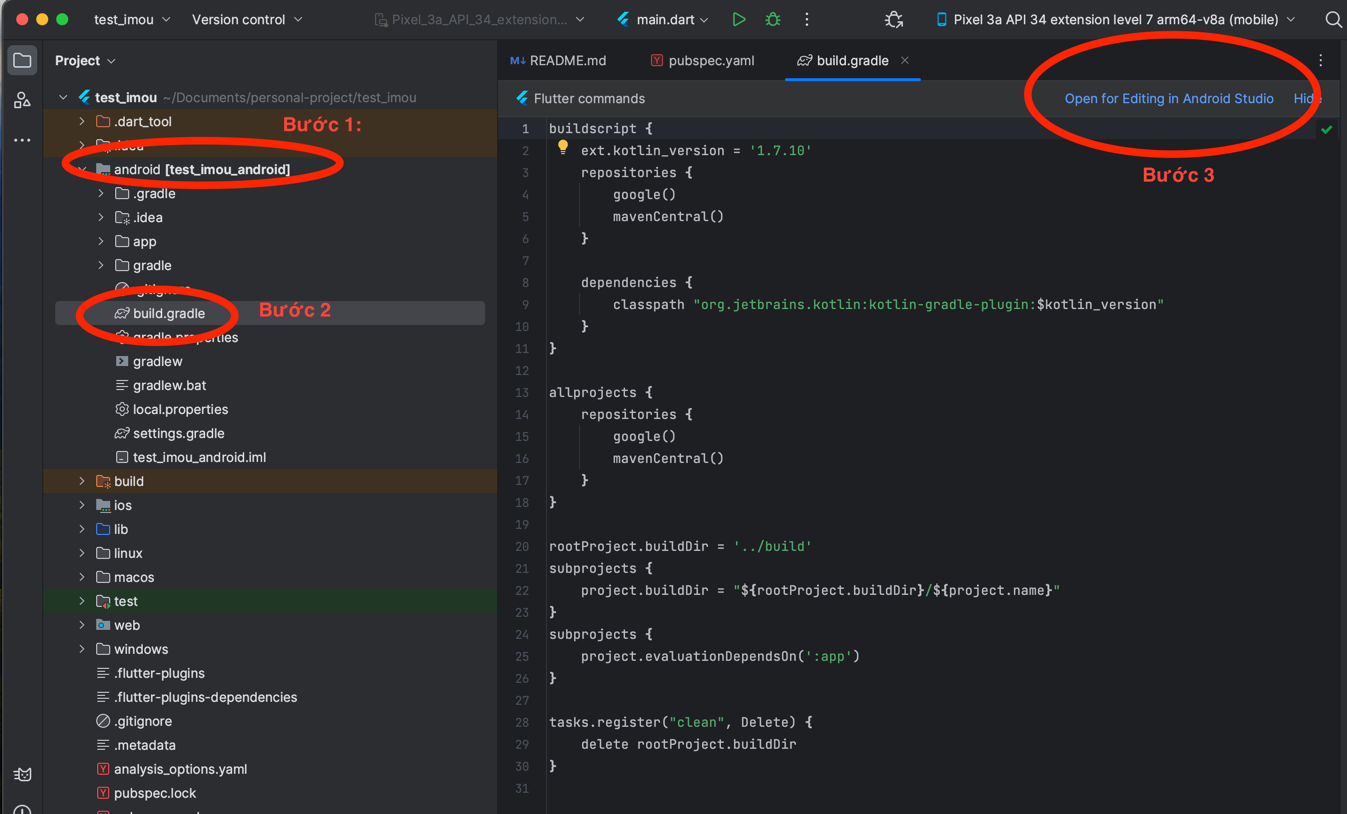 test_imou
Version control
Pixel_3a_API_34_extension...
main.dart
Pixel 3a API 34 extension level 7 arm64-v8a (mobile)
Project
README.md
pubspec.yaml
build.gradle
test_imou ~/Documents/personal-project/test_imou
Flutter commands
Open for Editing in Android Studio
Hide
.dart_tool
Bước 1:
.idea
android [test_imou_android]
.gradle
.idea
app
gradle
.gitignore
build.gradle
Bước 2
gradle.properties
gradlew
gradlew.bat
local.properties
settings.gradle
test_imou_android.iml
build
ios
lib
linux
macos
test
web
windows
.flutter-plugins
.flutter-plugins-dependencies
.gitignore
.metadata
analysis_options.yaml
pubspec.lock
Bước 3
1 buildscript {
2 ext.kotlin_version = '1.7.10'
3 repositories {
4 google()
5 mavenCentral()
6 }
7
8 dependencies {
9 classpath "org.jetbrains.kotlin:kotlin-gradle-plugin:$kotlin_version"
10 }
11 }
12
13 allprojects {
14 repositories {
15 google()
16 mavenCentral()
17 }
18 }
19
20 rootProject.buildDir = '../build'
21 subprojects {
22 project.buildDir = "${rootProject.buildDir}/${project.name}"
23 }
24 subprojects {
25 project.evaluationDependsOn(':app')
26 }
27
28 tasks.register("clean", Delete) {
29 delete rootProject.buildDir
30 }
31